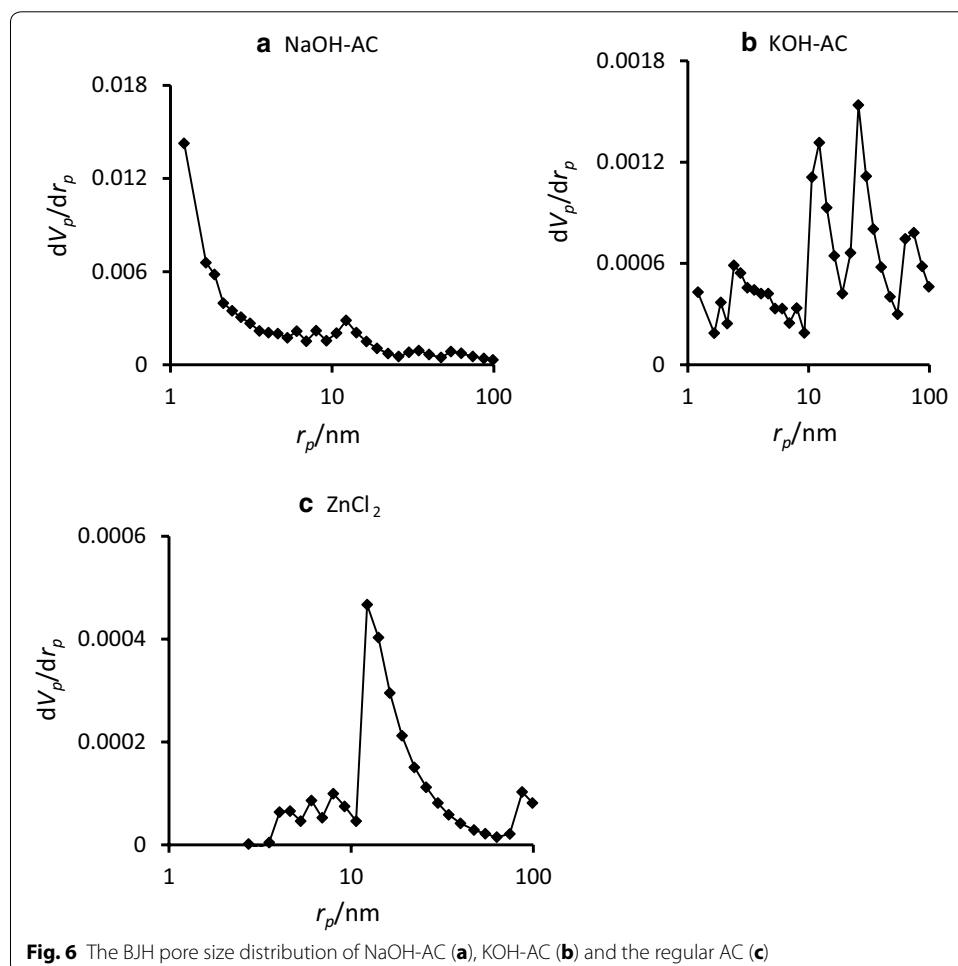 a NaOH-AC
0.018
0.012
0.006
0
dVp/drp
1
10
100
rp/nm
b KOH-AC
0.0018
0.0012
0.0006
0
dVp/drp
1
10
100
rp/nm
c ZnCl2
0.0006
0.0004
0.0002
0
dVp/drp
1
10
100
rp/nm
Fig. 6 The BJH pore size distribution of NaOH-AC (a), KOH-AC (b) and the regular AC (c)